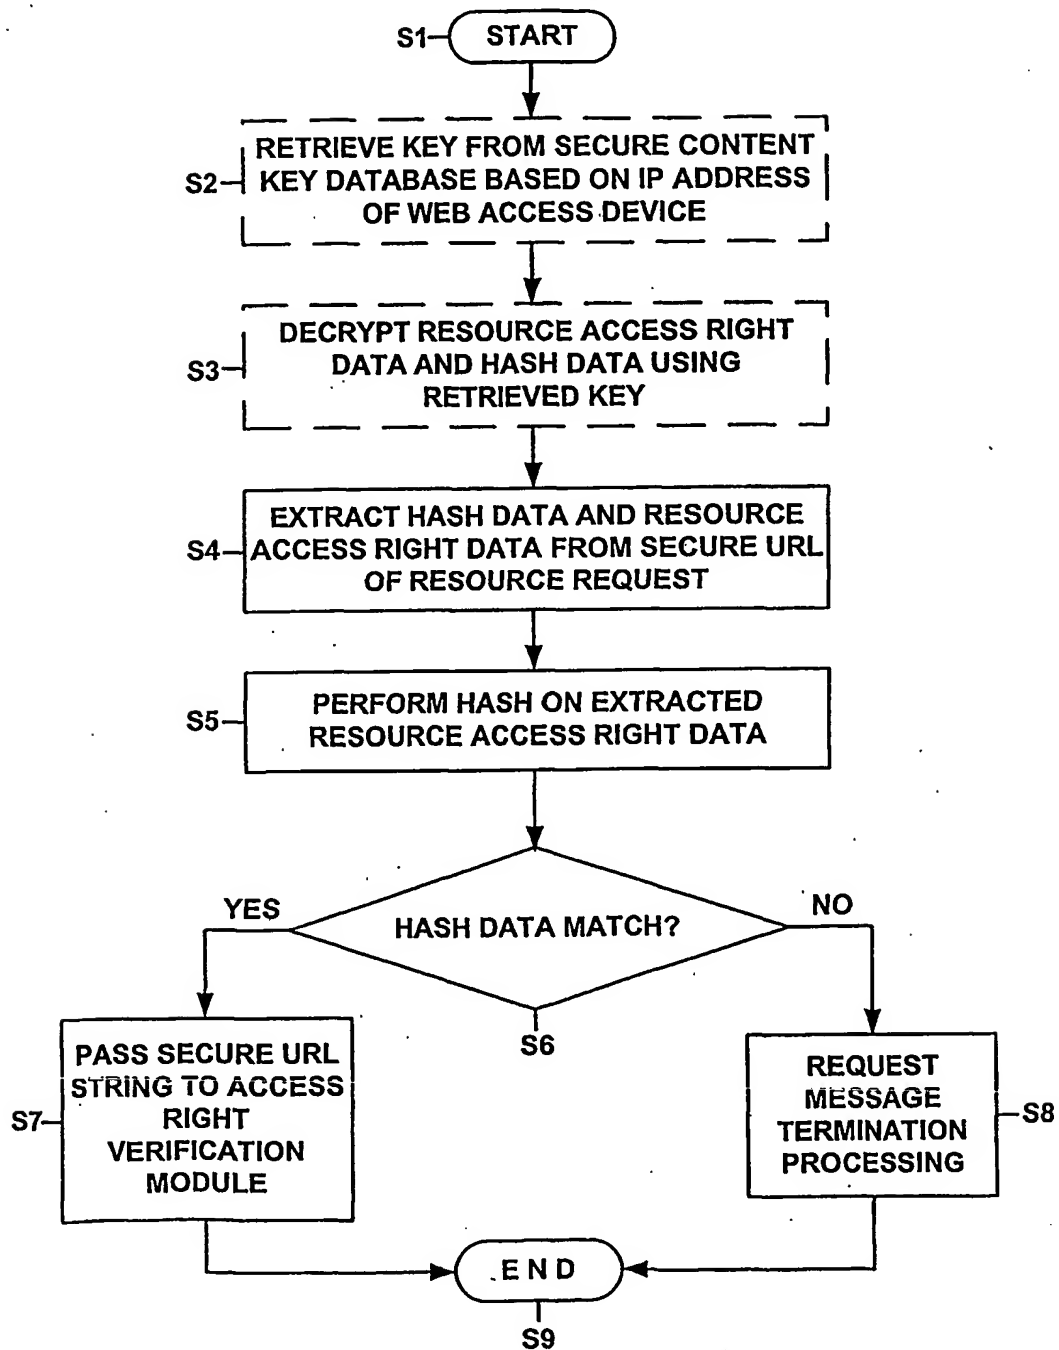 S1
START
RETRIEVE KEY FROM SECURE CONTENT
KEY DATABASE BASED ON IP ADDRESS
OF WEB ACCESS DEVICE
S2
DECRYPT RESOURCE ACCESS RIGHT
DATA AND HASH DATA USING
RETRIEVED KEY
S3
EXTRACT HASH DATA AND RESOURCE
ACCESS RIGHT DATA FROM SECURE URL
OF RESOURCE REQUEST
S4
PERFORM HASH ON EXTRACTED
RESOURCE ACCESS RIGHT DATA
S5
YES
HASH DATA MATCH?
NO
S6
PASS SECURE URL
STRING TO ACCESS
RIGHT
VERIFICATION
MODULE
S7
REQUEST
MESSAGE
TERMINATION
PROCESSING
S8
END
S9